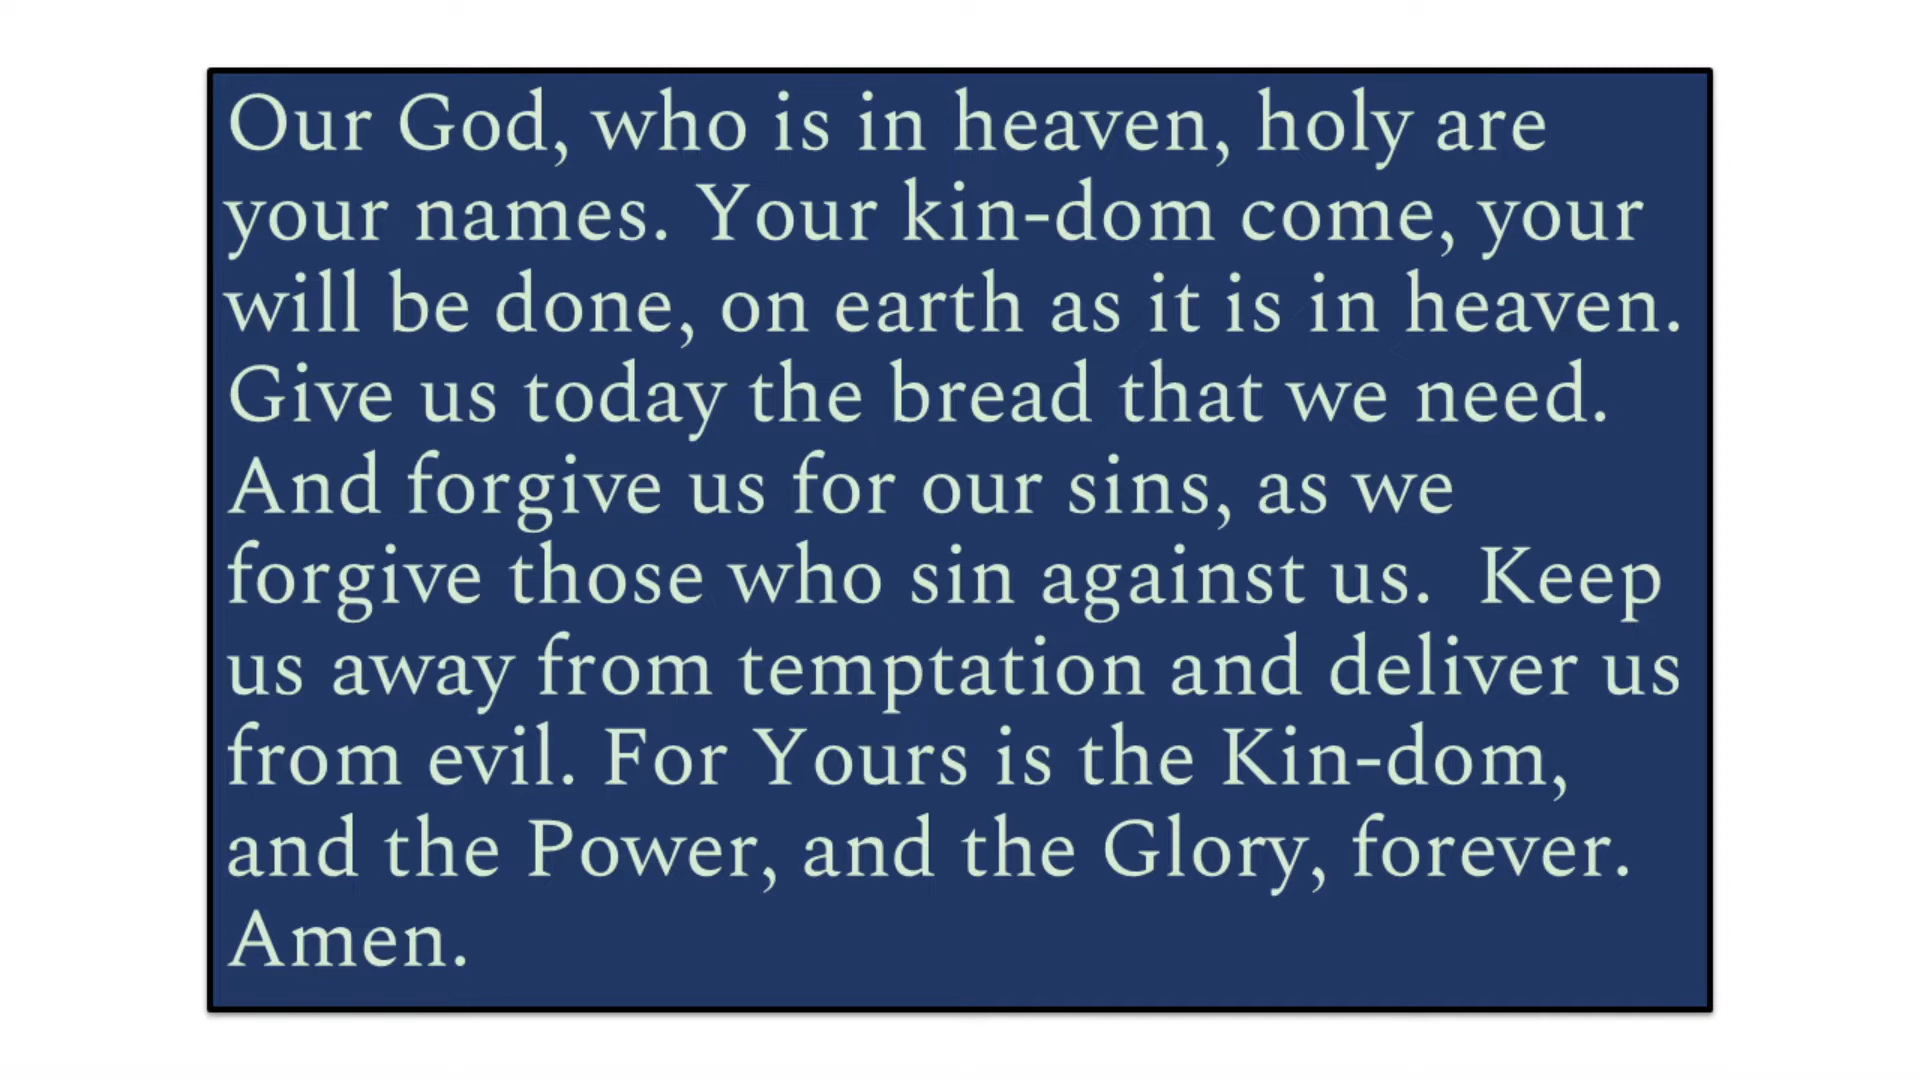 Our God, who is in heaven, holy are
your names. Your kin-dom come, your
will be done, on earth as it is in heaven.
Give us today the bread that we need.
And forgive us for our sins, as we
forgive those who sin against us.  Keep
us away from temptation and deliver us
from evil. For Yours is the Kin-dom,
and the Power, and the Glory, forever.
Amen.